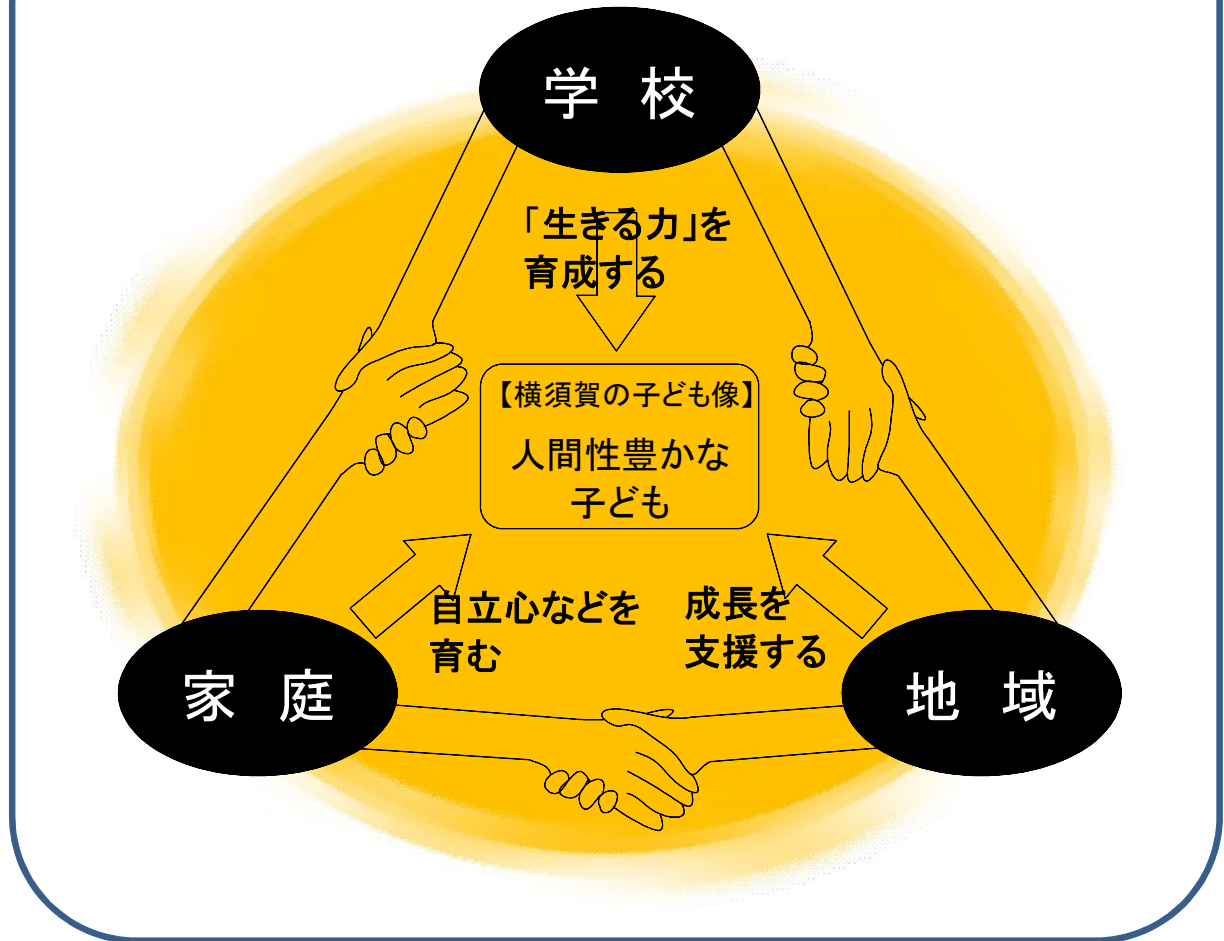 学 校
「生きる力」を
育成する
【横須賀の子ども像】
人間性豊かな
子ども
自立心などを
育む
成長を
支援する
家 庭
地 域